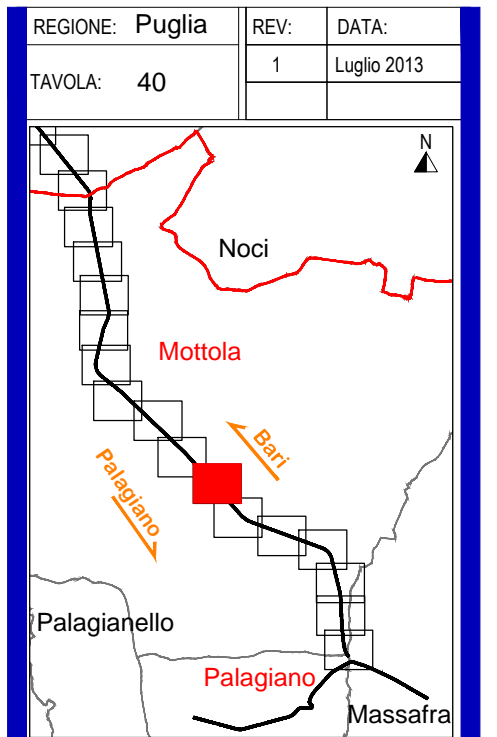 REGIONE: Puglia
REV:
DATA:
1
Luglio 2013
TAVOLA: 40
N
Noci
Mottola
Bari
Palagiano
Palagianello
Palagiano
Massafra